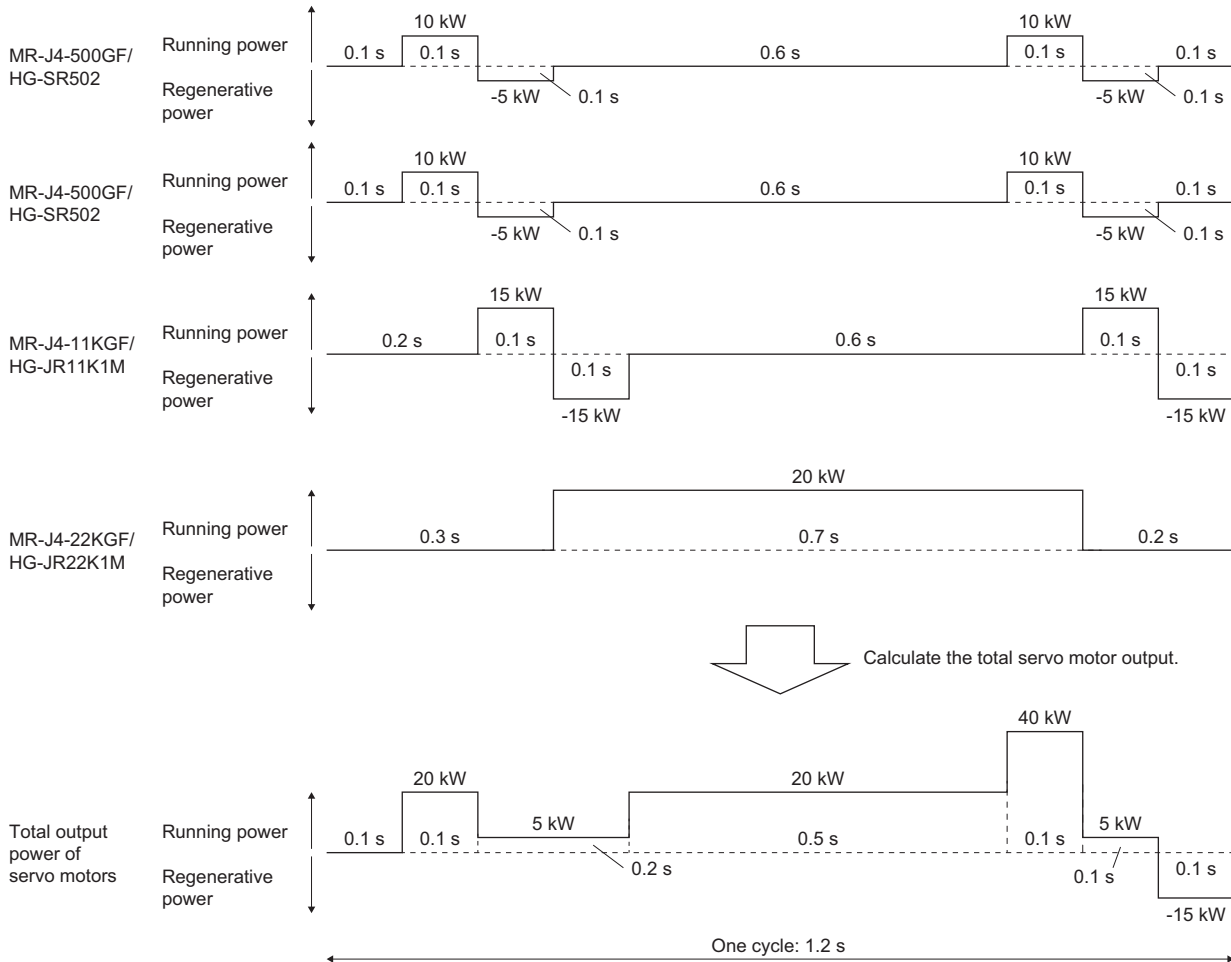 10 kW
10 kW
MR-J4-500GF/
HG-SR502
Running power
0.1 s
0.1 s
0.6 s
0.1 s
0.1 s
Regenerative
power
-5 kW
0.1 s
-5 kW
0.1 s
10 kW
10 kW
MR-J4-500GF/
HG-SR502
Running power
0.1 s
0.1 s
0.6 s
0.1 s
0.1 s
Regenerative
power
-5 kW
0.1 s
-5 kW
0.1 s
15 kW
15 kW
MR-J4-11KGF/
HG-JR11K1M
Running power
0.2 s
0.1 s
0.6 s
0.1 s
Regenerative
power
0.1 s
0.1 s
-15 kW
-15 kW
20 kW
MR-J4-22KGF/
HG-JR22K1M
Running power
0.3 s
0.7 s
0.2 s
Regenerative
power
Calculate the total servo motor output.
40 kW
20 kW
20 kW
5 kW
5 kW
Total output
power of
servo motors
Running power
0.1 s
0.1 s
0.2 s
0.5 s
0.1 s
0.1 s
0.1 s
Regenerative
power
-15 kW
One cycle: 1.2 s